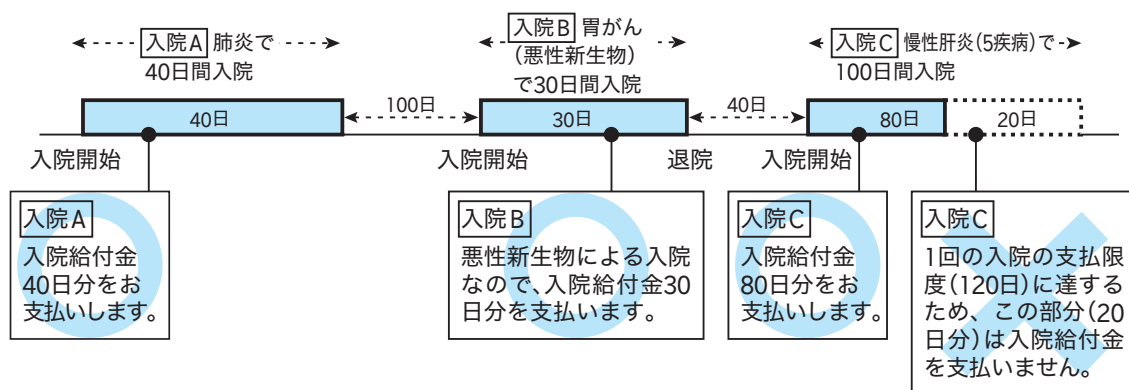 入院A 肺炎で
40日間入院
入院B 胃がん
(悪性新生物)
で30日間入院
入院C 慢性肝炎(5疾病)で
100日間入院
40日
100日
30日
40日
80日
20日
入院開始
入院開始
退院
入院開始
入院A
入院給付金
40日分をお
支払いします。
入院B
悪性新生物による入院
なので、入院給付金30
日分を支払います。
入院C
入院給付金
80日分をお
支払いします。
入院C
1回の入院の支払限
度(120日)に達する
ため、この部分(20
日分)は入院給付金
を支払いません。